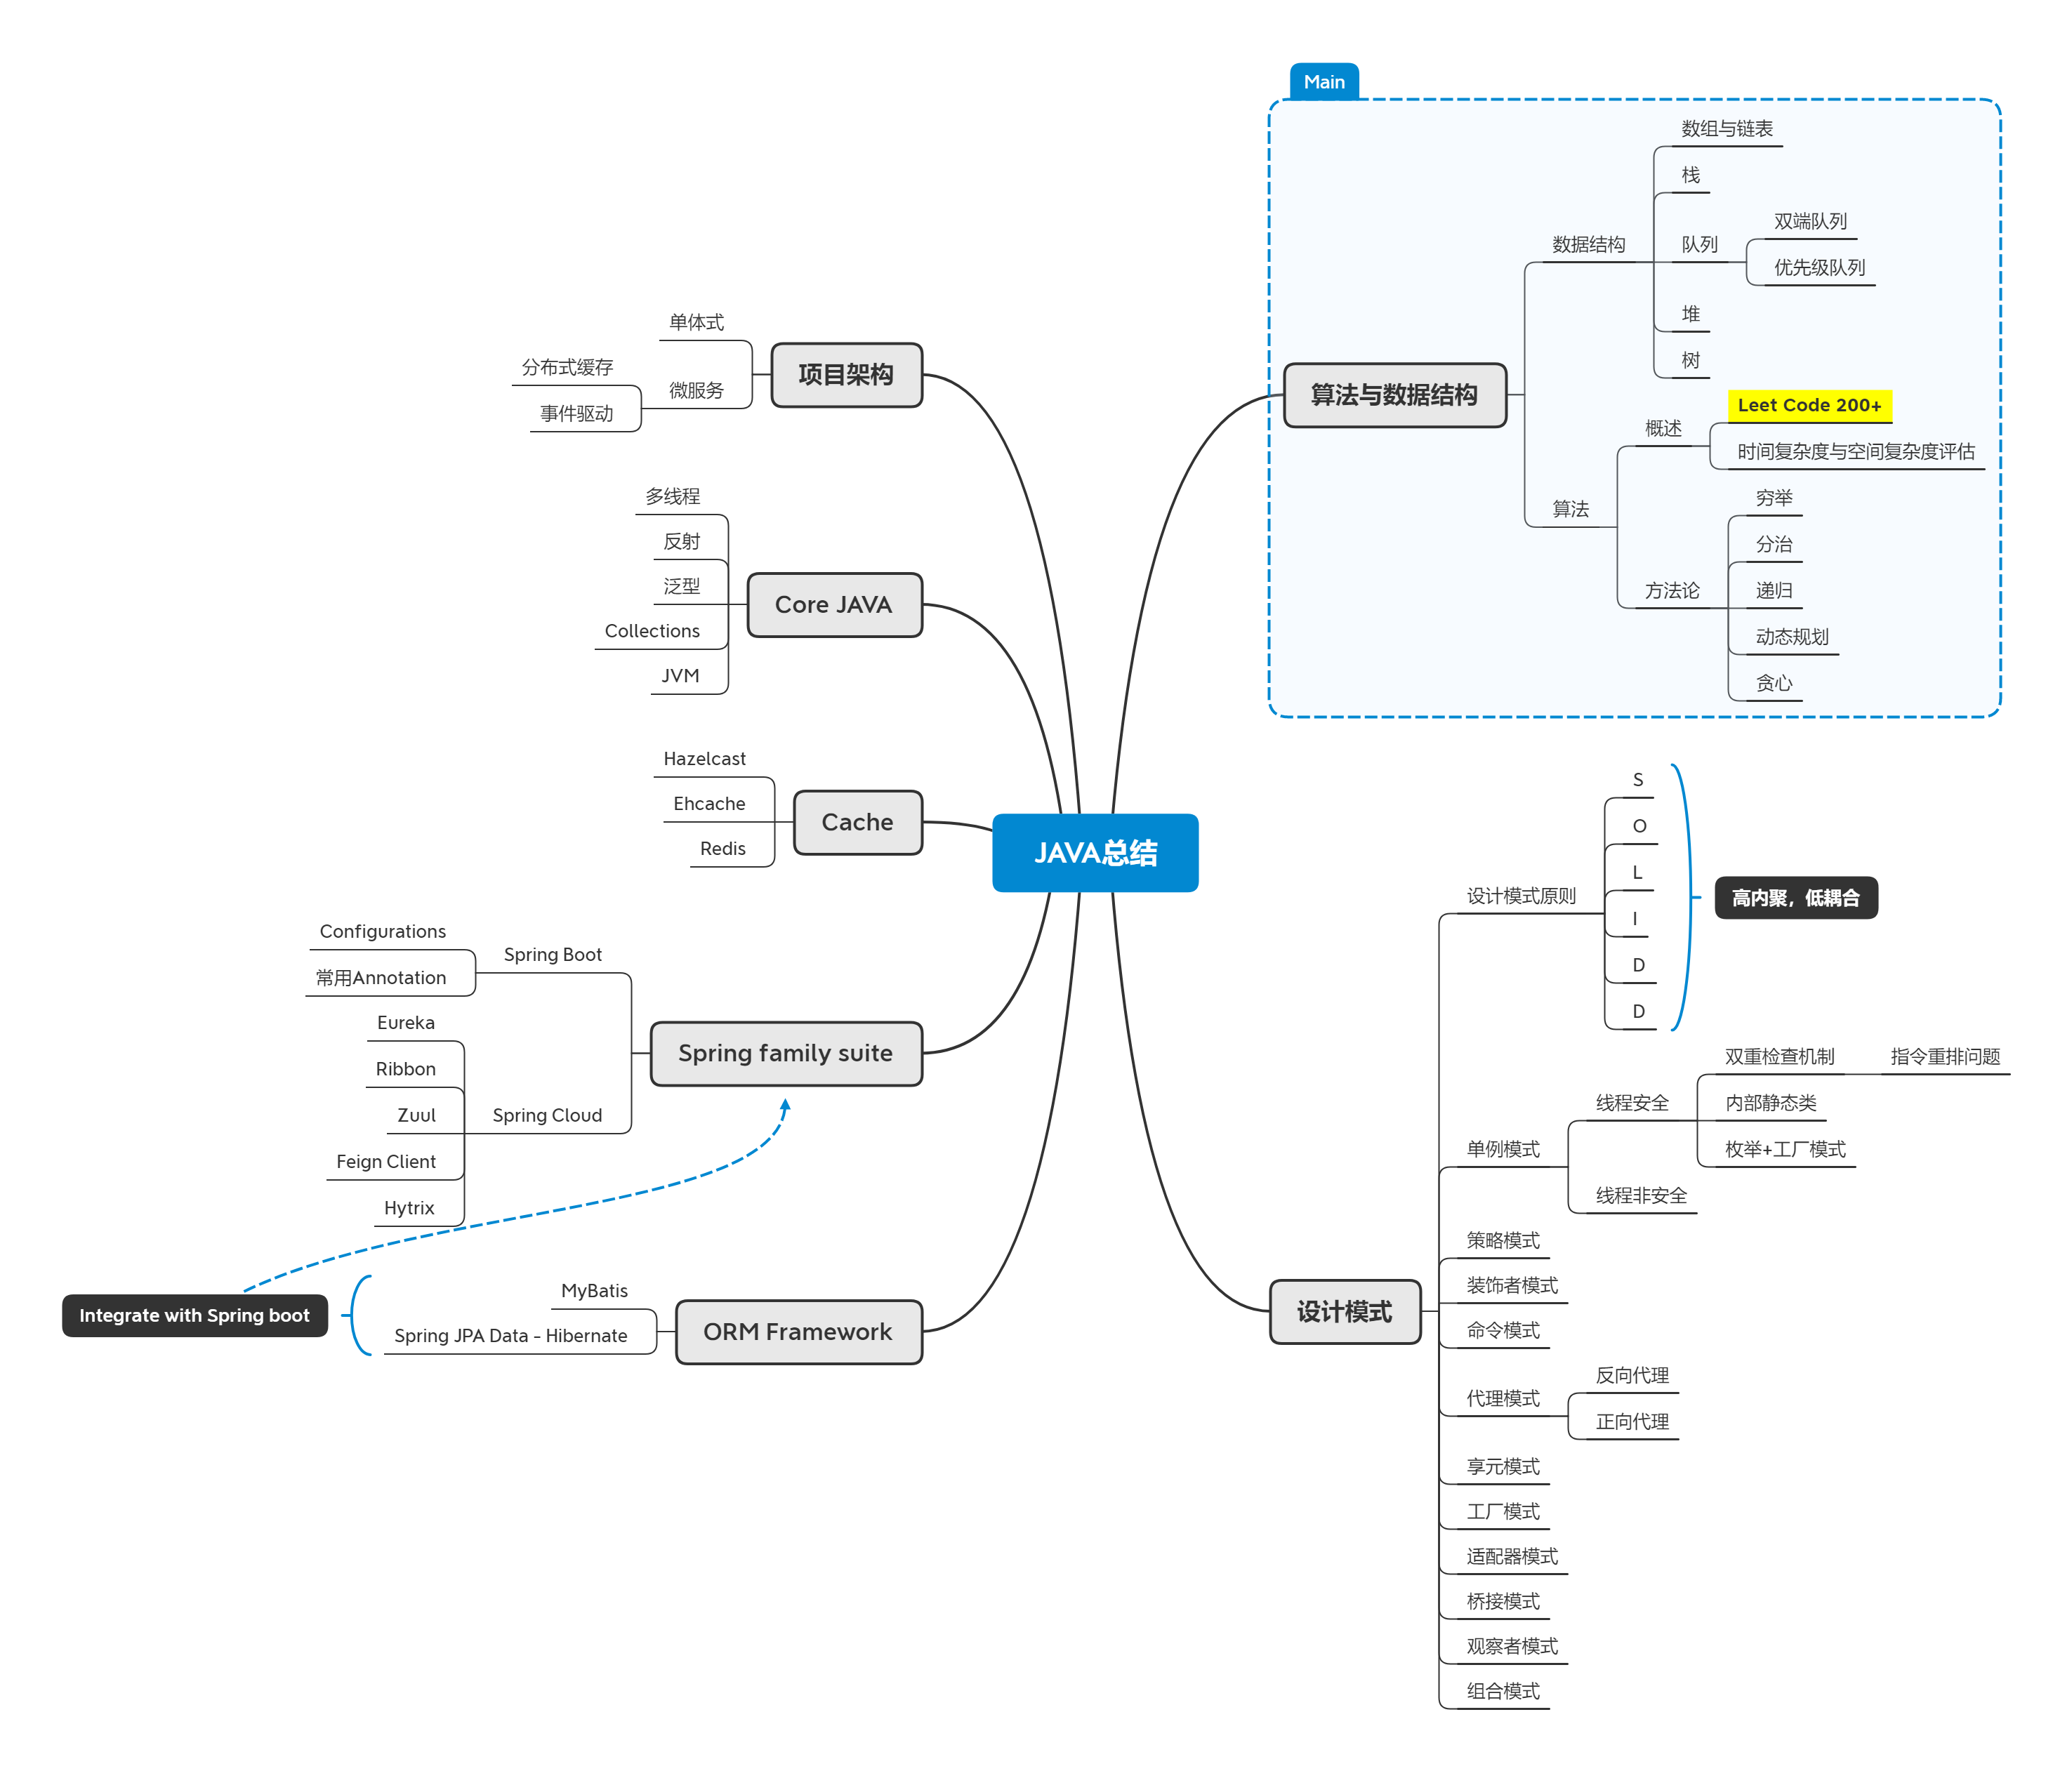 Main
数组与链表
栈
双端队列
数据结构
队列
优先级队列
堆
树
算法与数据结构
Leet Code 200+
概述
时间复杂度与空间复杂度评估
算法
穷举
分治
方法论
递归
动态规划
贪心
单体式
项目架构
分布式缓存
微服务
事件驱动
多线程
反射
泛型
Core JAVA
Collections
JVM
Hazelcast
Ehcache
Cache
Redis
JAVA总结
Configurations
Spring Boot
常用Annotation
Spring family suite
Eureka
Ribbon
Zuul
Spring Cloud
Feign Client
Hytrix
Integrate with Spring boot
MyBatis
Spring JPA Data - Hibernate
ORM Framework
S
O
L
设计模式原则
I
D
D
高内聚，低耦合
双重检查机制
指令重排问题
线程安全
内部静态类
单例模式
枚举+工厂模式
线程非安全
策略模式
装饰者模式
设计模式
命令模式
反向代理
代理模式
正向代理
享元模式
工厂模式
适配器模式
桥接模式
观察者模式
组合模式